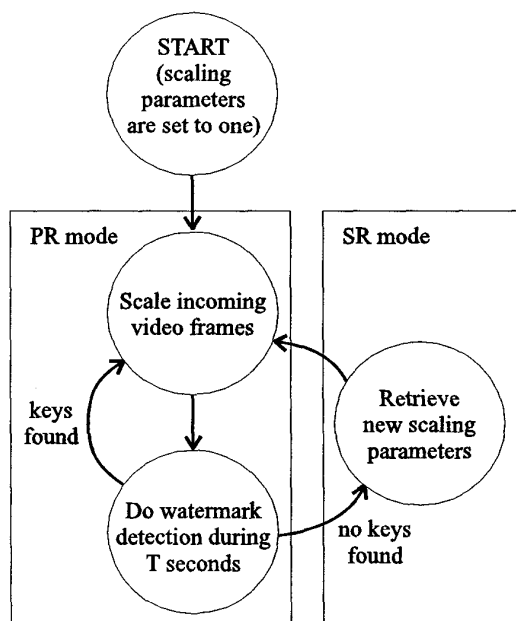 START
(scaling
parameters
are set to one)
PR mode
SR mode
Scale incoming
video frames
keys
found
Retrieve
new scaling
parameters
Do watermark
detection during
T seconds
no keys
found